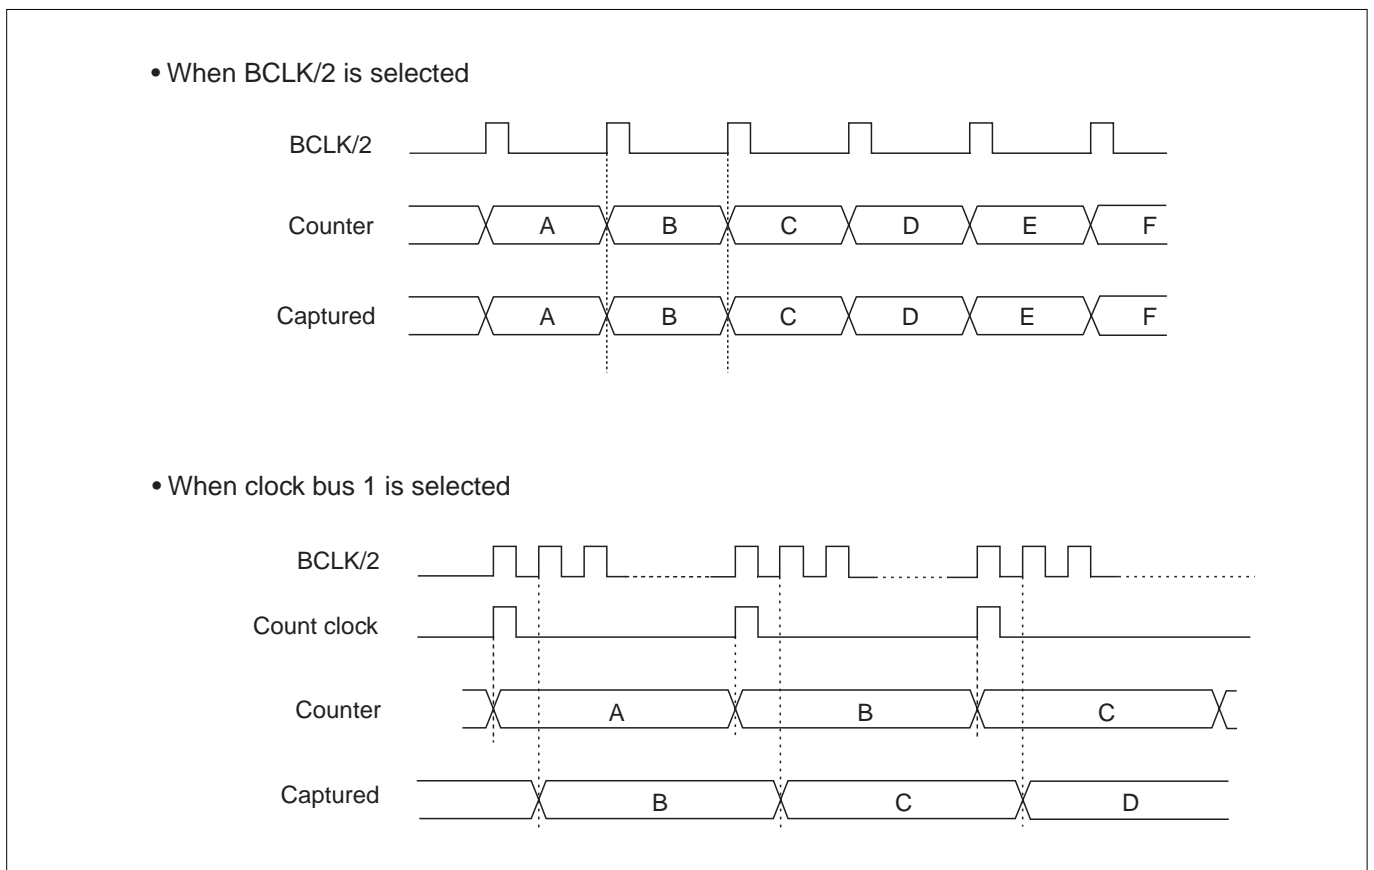 • When BCLK/2 is selected
BCLK/2
Counter A B C D E F
Captured A B C D E F
• When clock bus 1 is selected
BCLK/2
Count clock
Counter A B C
Captured B C D